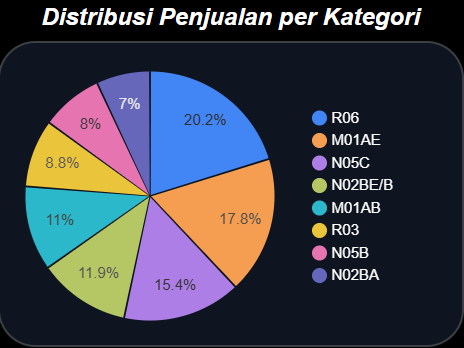 Distribusi Penjualan per Kategori
20.2%
17.8%
15.4%
11.9%
11%
8.8%
8%
7%
R06
M01AE
N05C
N02BE/B
M01AB
R03
N05B
N02BA